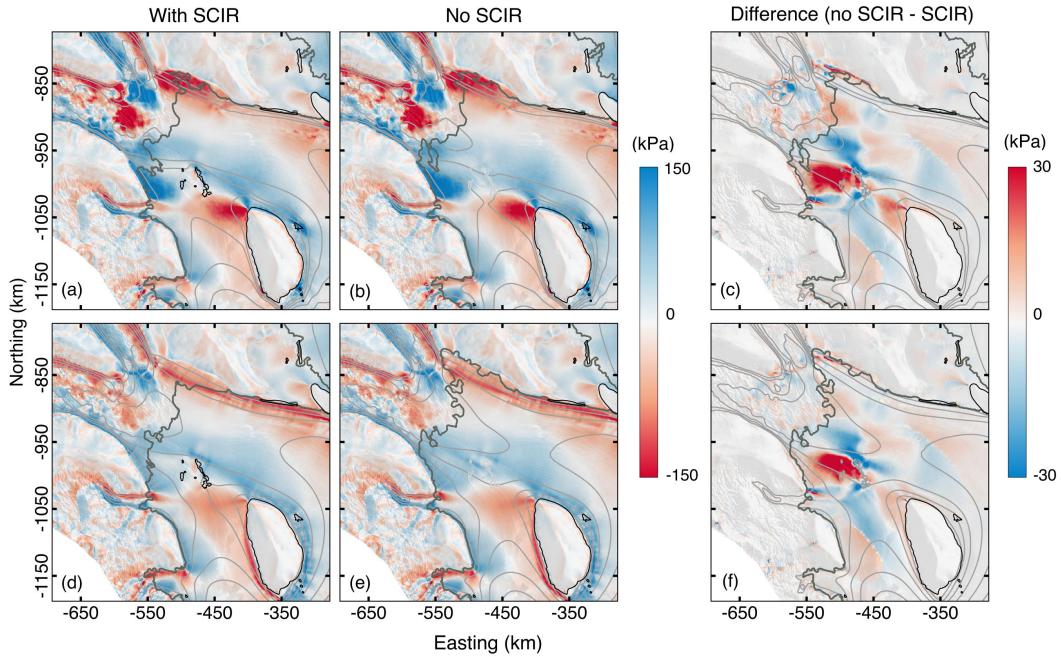 With SCIR
No SCIR
Difference (no SCIR - SCIR)
-850
-950
-1050
-1150
(a)
(b)
(c)
(kPa)
150
0
-150
(kPa)
30
0
-30
Northing (km)
-850
-950
-1050
-1150
(d)
(e)
(f)
-650 -550 -450 -350
-650 -550 -450 -350
-650 -550 -450 -350
Easting (km)